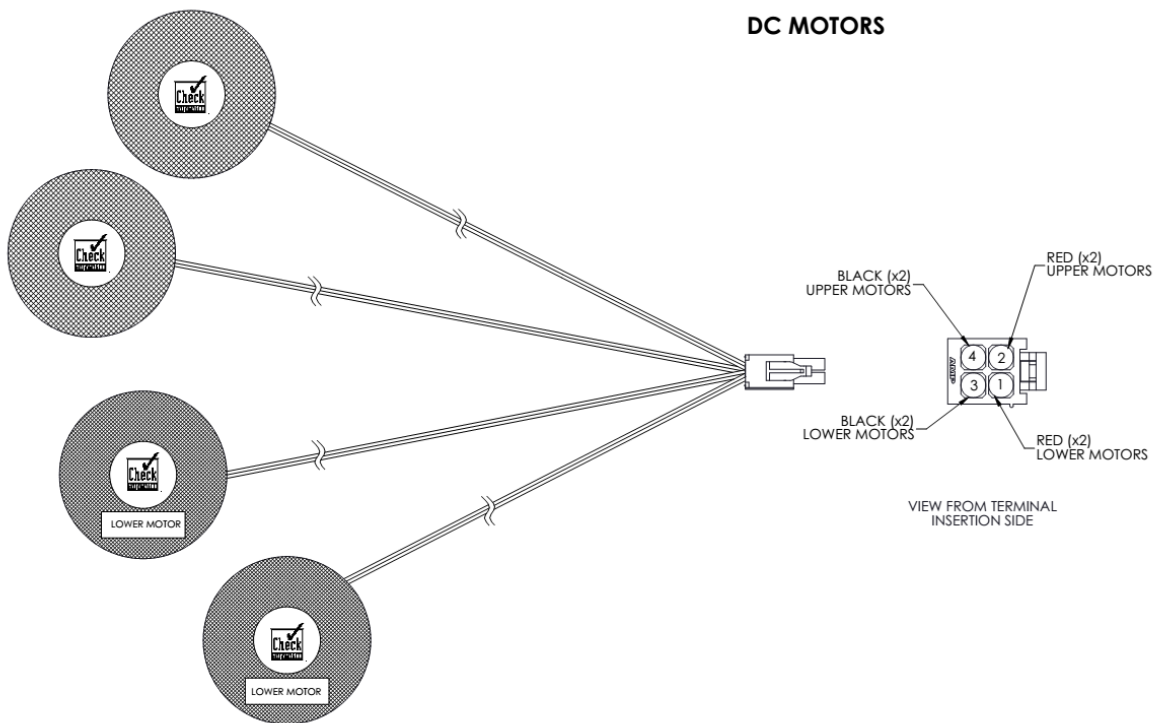 DC MOTORS
Check
Check
RED (x2)
UPPER MOTORS
BLACK (x2)
UPPER MOTORS
4
2
3
1
BLACK (x2)
LOWER MOTORS
RED (x2)
LOWER MOTORS
VIEW FROM TERMINAL
INSERTION SIDE
Check
LOWER MOTOR
Check
LOWER MOTOR